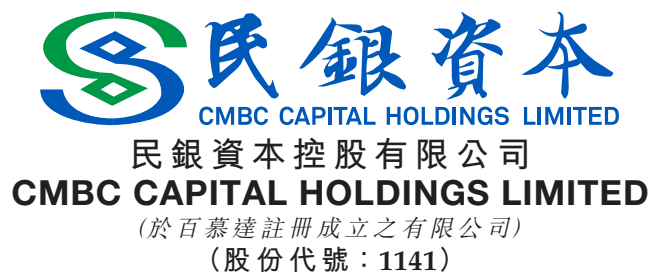 民銀資本
CMBC CAPITAL HOLDINGS LIMITED
民銀資本控股有限公司
CMBC CAPITAL HOLDINGS LIMITED
(於百慕達註冊成立之有限公司)
(股份代號：1141)